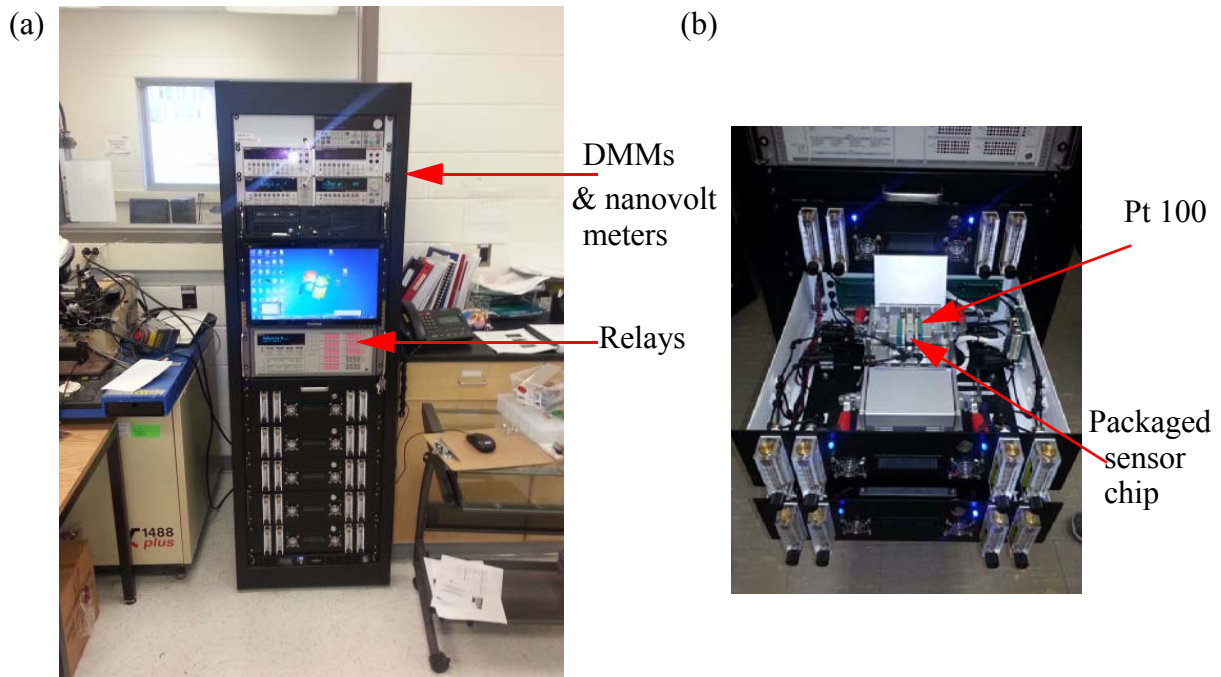 (a)
(b)
DMMs
& nanovolt
meters
Relays
Pt 100
Packaged
sensor
chip
1488
plus